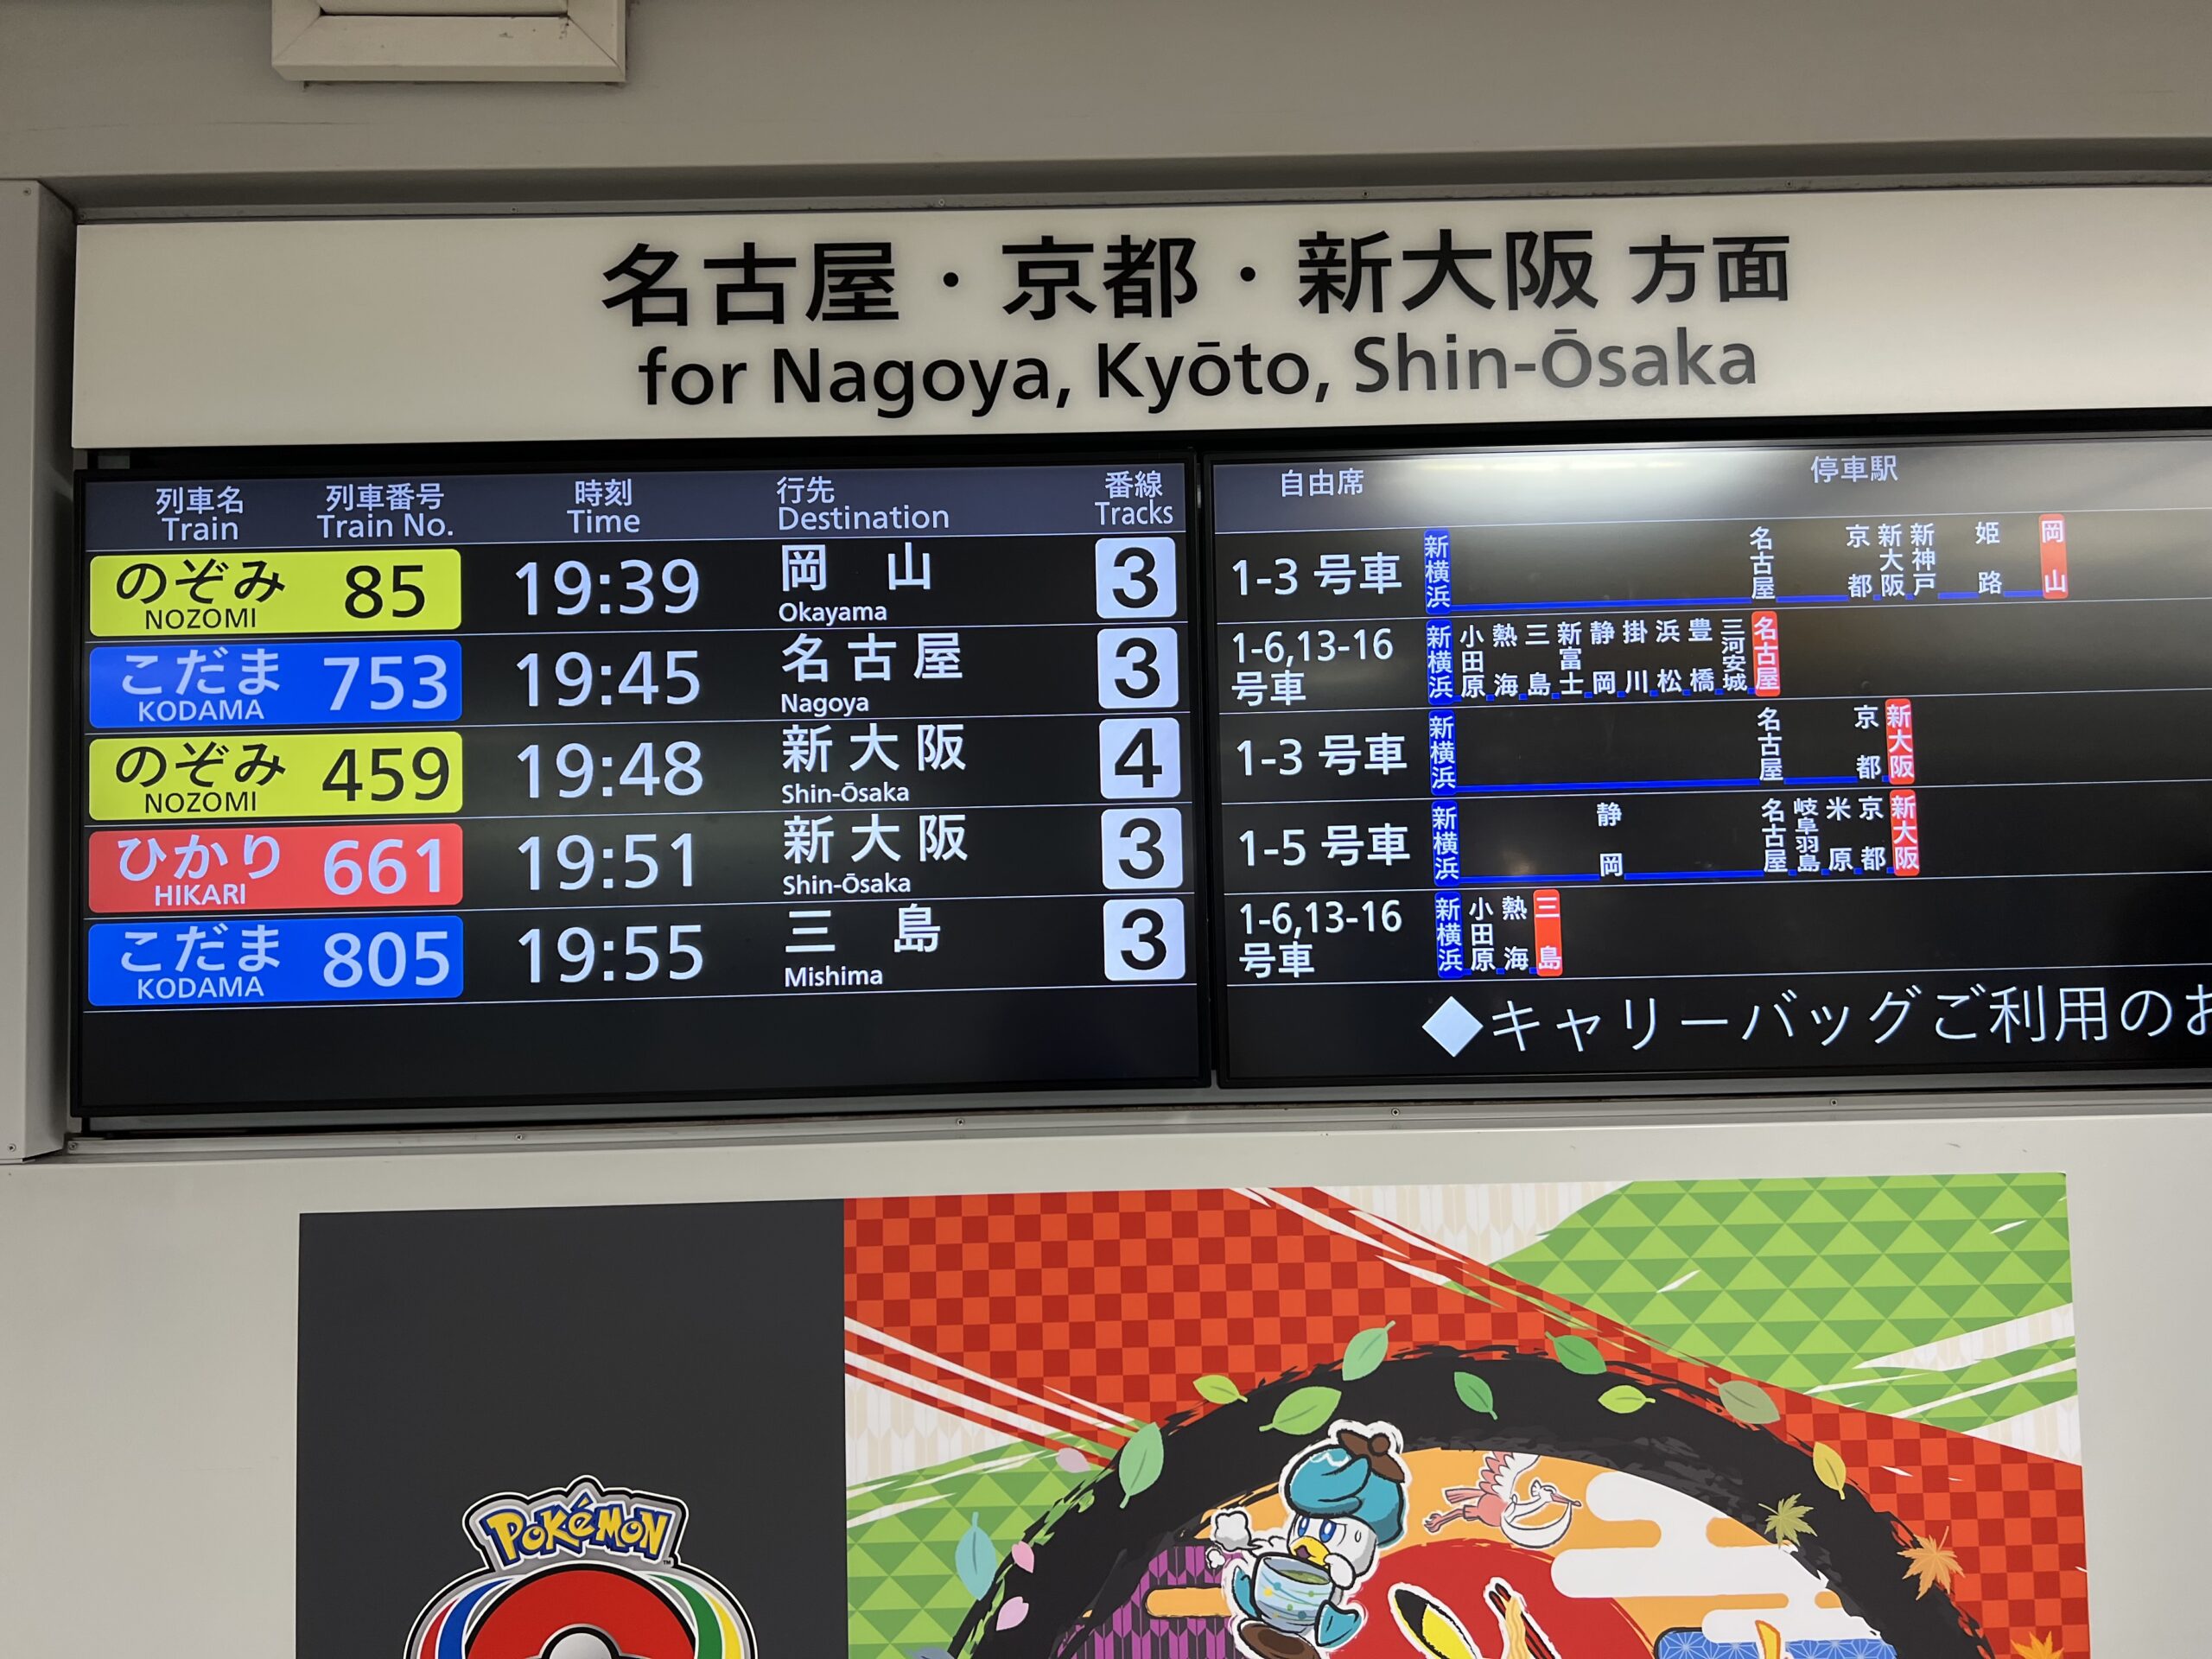 名古屋・京都・新大阪 方面
for Nagoya, Kyōto, Shin-Ōsaka
列車名 列車番号 時刻 行先 番線
Train Train No. Time Destination Tracks
のぞみ 85 19:39 岡山 3
NOZOMI Okayama
こだま 753 19:45 名古屋 3
KODAMA Nagoya
のぞみ 459 19:48 新大阪 4
NOZOMI Shin-Ōsaka
ひかり 661 19:51 新大阪 3
HIKARI Shin-Ōsaka
こだま 805 19:55 三島 3
KODAMA Mishima
自由席 停車駅
1-3 号車 新横浜 名古屋 京都 新大阪 新神戸 姫路 岡山
1-6,13-16 号車 新横浜 小田原 熱海 三島 新富士 静岡 掛川 浜松 豊橋 三河安城 名古屋
1-3 号車 新横浜 名古屋 京都 新大阪
1-5 号車 新横浜 静岡 名古屋 岐阜羽島 米原 京都 新大阪
1-6,13-16 号車 新横浜 小田原 熱海 三島
◆キャリーバッグご利用のお
POKéMON